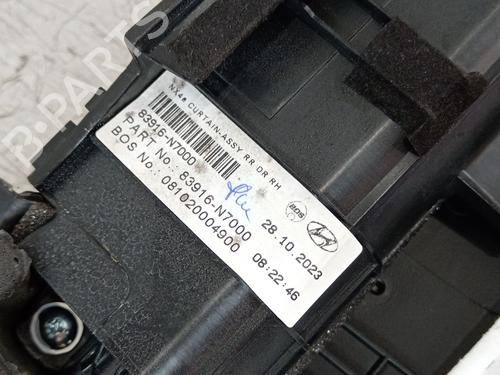 NX4e CURTAIN-ASSY RR DR RH
83916-N7000
PART No.: 83916-N7000
BOS No.: 081020004900
28.10.2023
08:22:46
BOS
B-PARTS